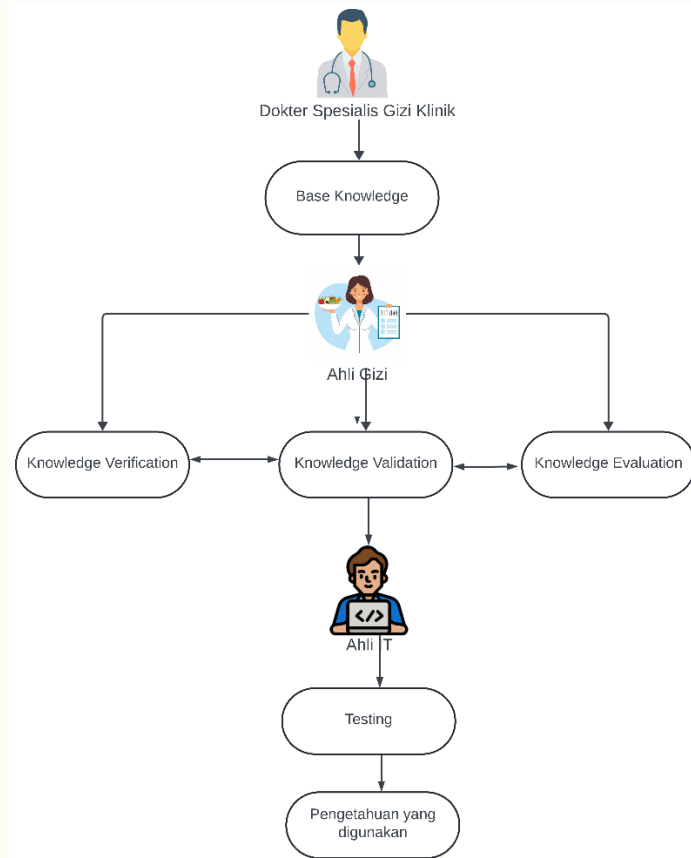 Dokter Spesialis Gizi Klinik
Base Knowledge
Ahli Gizi
Knowledge Verification
Knowledge Validation
Knowledge Evaluation
</>
Ahli IT
Testing
Pengetahuan yang
digunakan